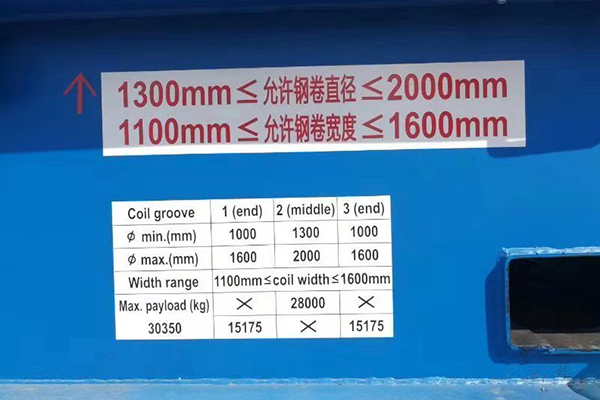 1300mm≤允许钢卷直径≤2000mm
1100mm≤允许钢卷宽度≤1600mm
Coil groove 1 (end) 2 (middle) 3 (end)
Φ min.(mm) 1000 1300 1000
Φ max.(mm) 1600 2000 1600
Width range 1100mm≤coil width≤1600mm
Max. payload (kg) × 28000 ×
30350 15175 × 15175